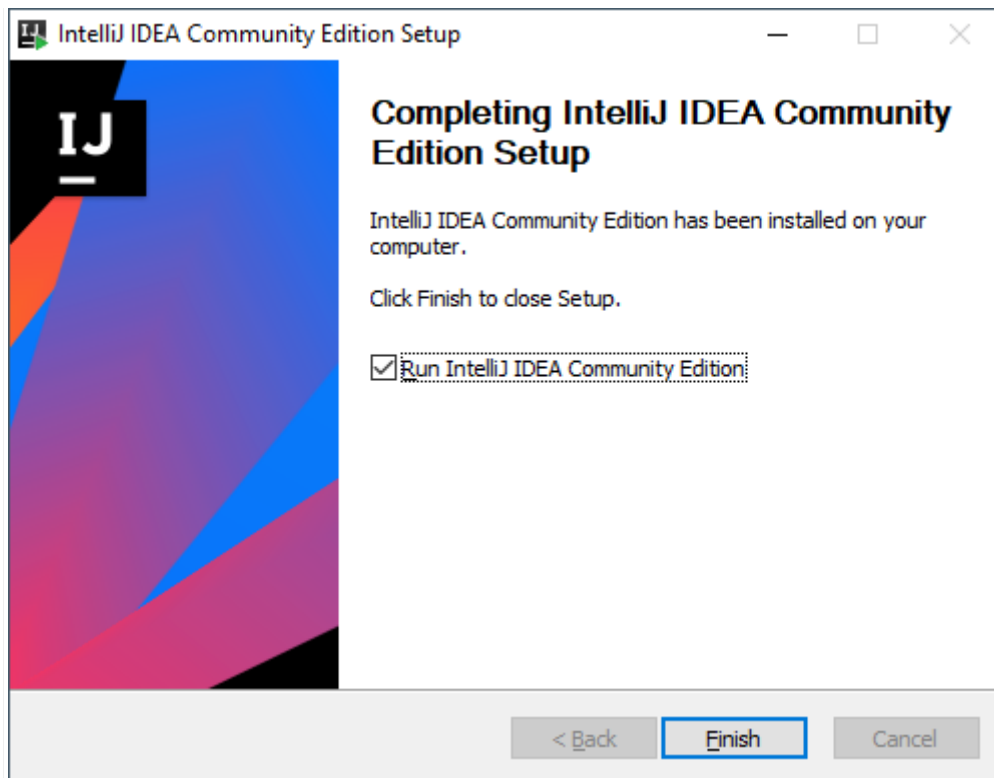 IntelliJ IDEA Community Edition Setup
IJ
Completing IntelliJ IDEA Community
Edition Setup
IntelliJ IDEA Community Edition has been installed on your
computer.
Click Finish to close Setup.
Run IntelliJ IDEA Community Edition
< Back
Finish
Cancel